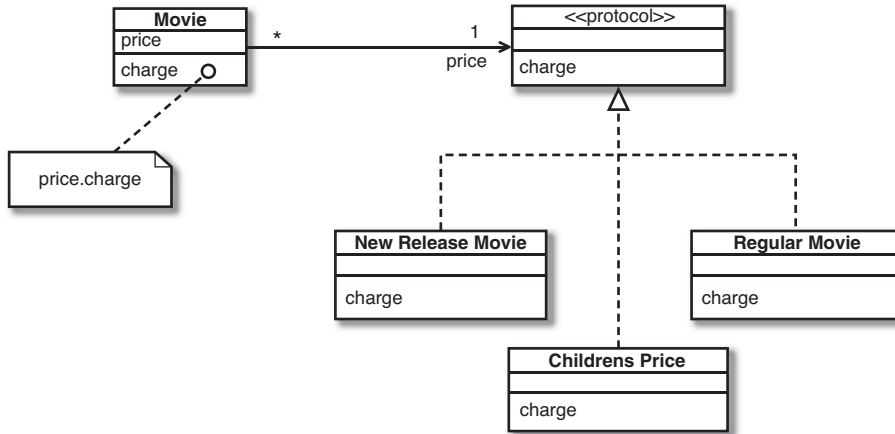 Movie
price
charge
*
1
price
<<protocol>>
charge
price.charge
New Release Movie
charge
Regular Movie
charge
Childrens Price
charge